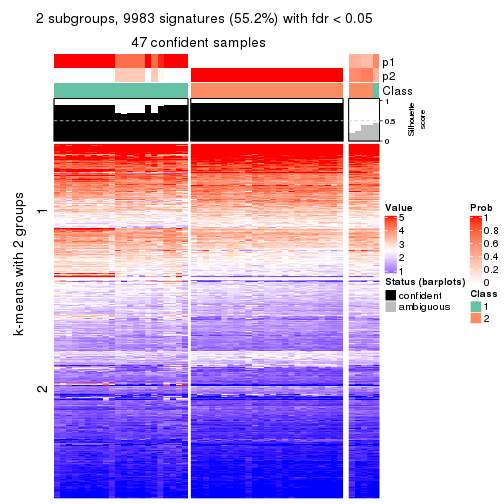 2 subgroups, 9983 signatures (55.2%) with fdr < 0.05
47 confident samples
p1
p2
Class
1
0.5
0
Silhouette
score
k-means with 2 groups
1
2
Value
5
4
3
2
1
Prob
1
0.8
0.6
0.4
0.2
0
Status (barplots)
confident
ambiguous
Class
1
2